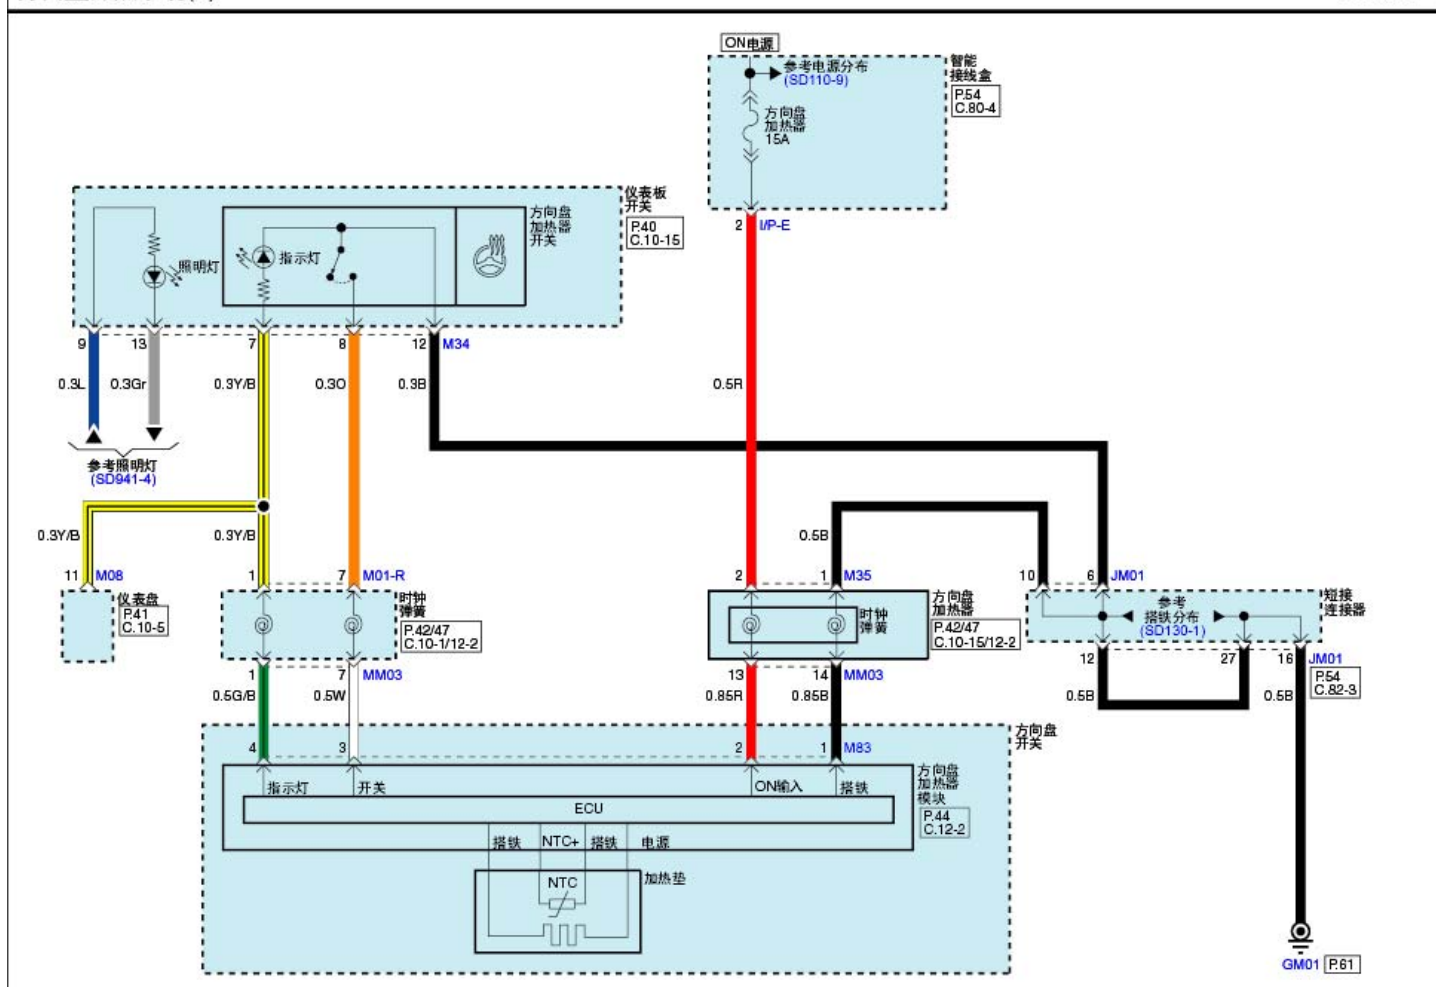 ON电源
参考电源分布
(SD110-9)
智能
接线盒
P.54
C.80-4
方向盘
加热器
15A
2
I/P-E
仪表板
开关
P.40
C.10-15
方向盘
加热器
开关
指示灯
照明灯
9
13
7
8
12
M34
0.3L
0.3Gr
0.3Y/B
0.3O
0.3B
0.5R
参考照明灯
(SD941-4)
0.3Y/B
0.3Y/B
0.5B
11
M08
1
7
M01-R
2
1
M35
10
6
JM01
仪表盘
P.41
C.10-5
时钟
弹簧
P.42/47
C.10-1/12-2
时钟
弹簧
方向盘
加热器
P.42/47
C.10-15/12-2
参考
搭铁分布
(SD130-1)
短接
连接器
1
7
MM03
13
14
MM03
12
27
16
JM01
P.54
C.82-3
0.5G/B
0.5W
0.85R
0.85B
0.5B
0.5B
方向盘
开关
4
3
2
1
M83
指示灯
开关
ON输入
搭铁
方向盘
加热器
模块
P.44
C.12-2
ECU
搭铁
NTC+
搭铁
电源
加热垫
NTC
GM01
P.61